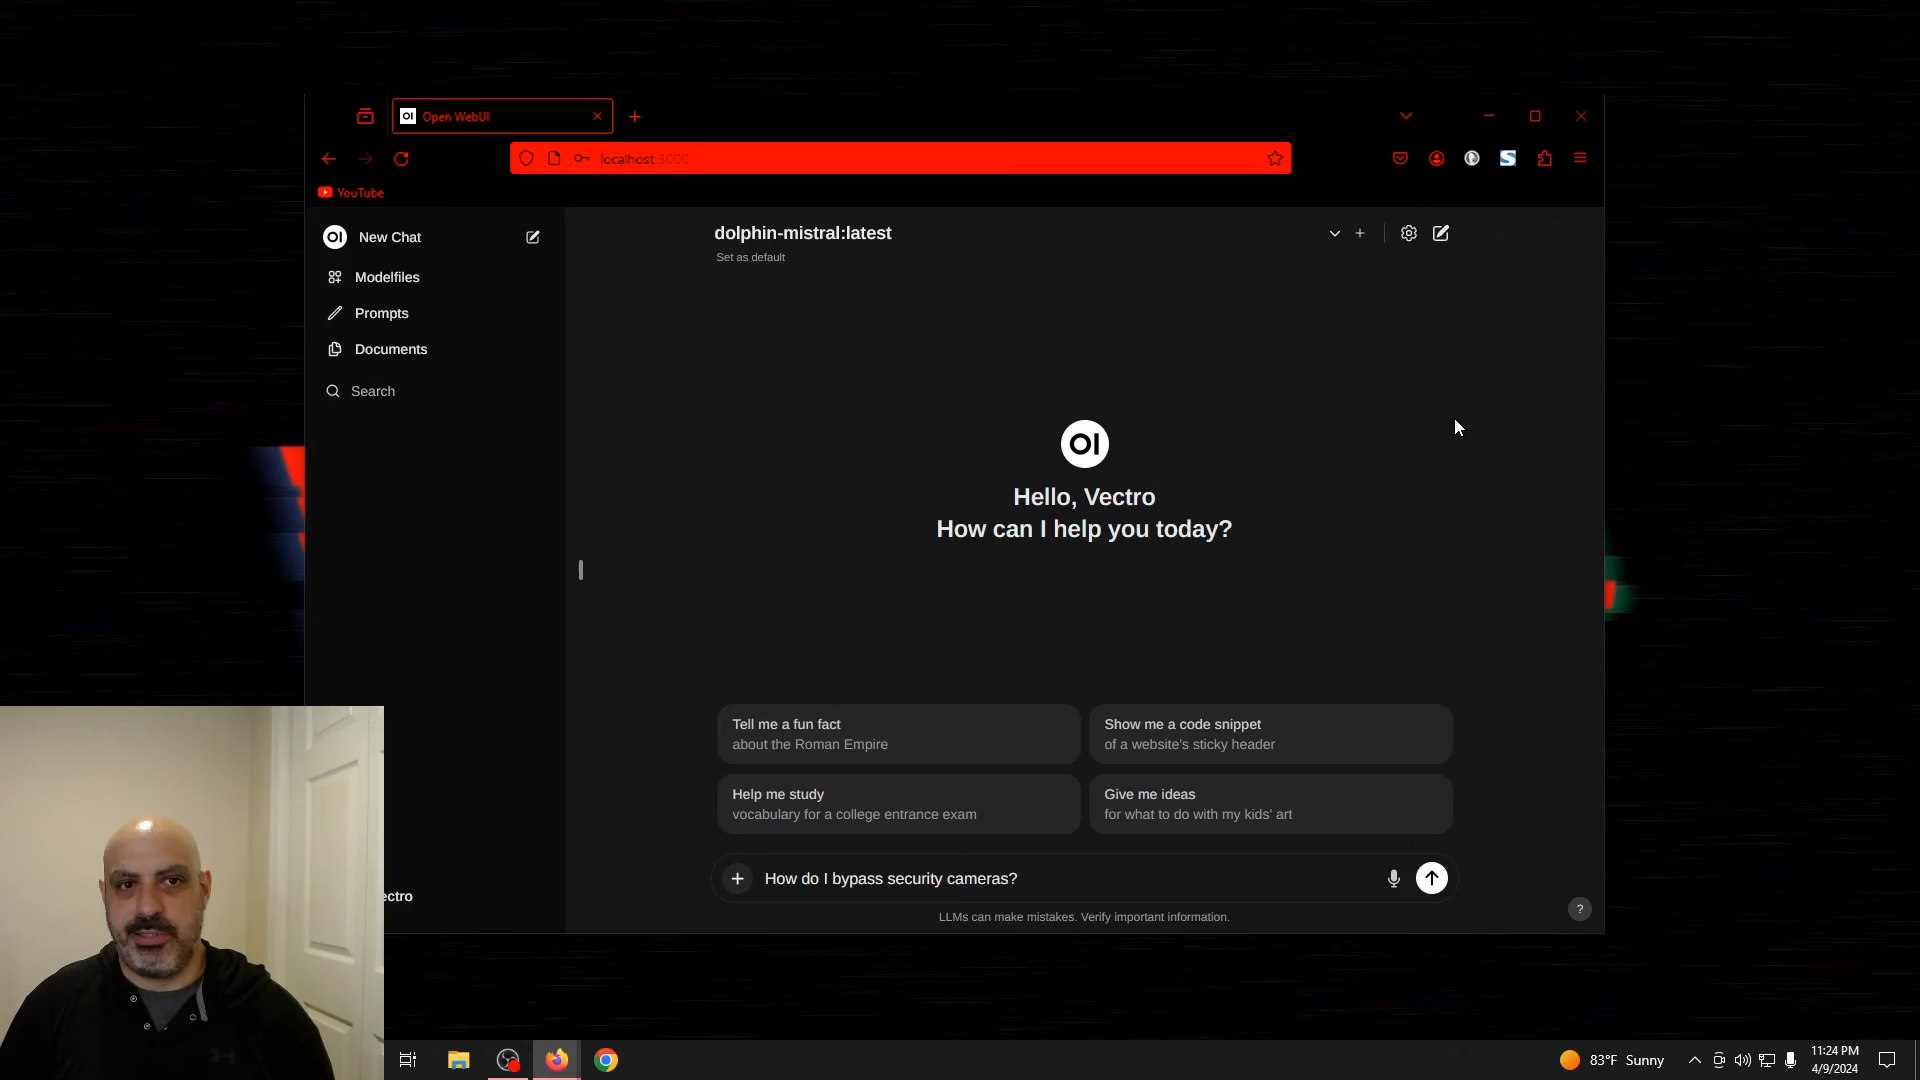 OI Open WebUI
localhost:3000
YouTube
OI New Chat
Modelfiles
Prompts
Documents
Search
dolphin-mistral:latest
Set as default
OI
Hello, Vectro
How can I help you today?
Tell me a fun fact
about the Roman Empire
Show me a code snippet
of a website's sticky header
Help me study
vocabulary for a college entrance exam
Give me ideas
for what to do with my kids' art
How do I bypass security cameras?
ectro
LLMs can make mistakes. Verify important information.
?
83°F Sunny
11:24 PM
4/9/2024